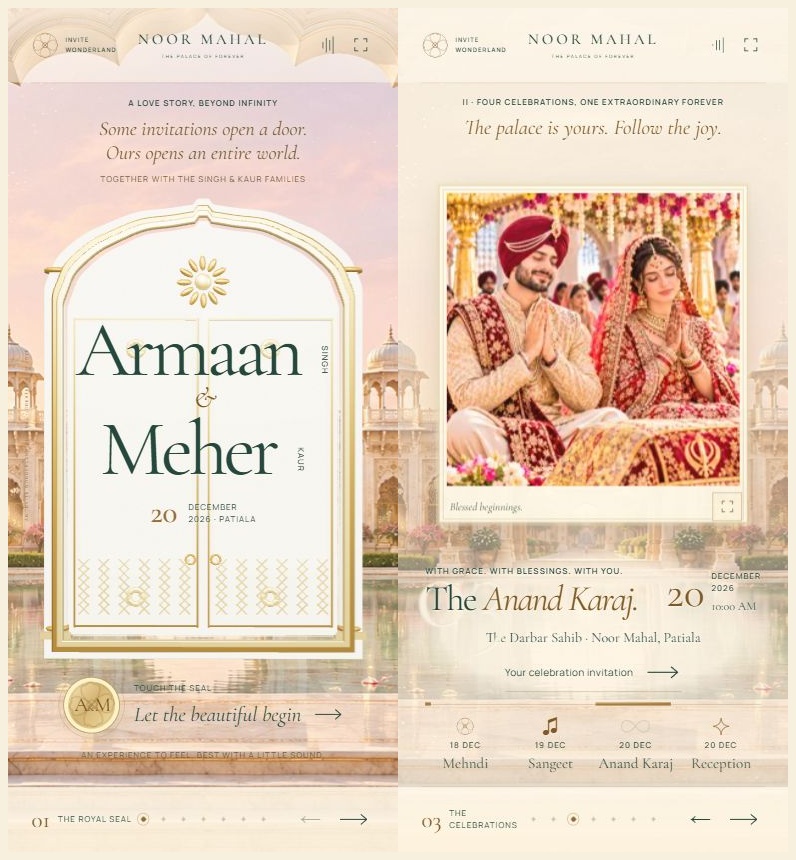 INVITE
WONDERLAND
NOOR MAHAL
THE PALACE OF FOREVER
A LOVE STORY, BEYOND INFINITY
Some invitations open a door.
Ours opens an entire world.
TOGETHER WITH THE SINGH & KAUR FAMILIES
Armaan
SINGH
&
Meher
KAUR
20
DECEMBER
2026 · PATIALA
A&M
TOUCH THE SEAL
Let the beautiful begin
AN EXPERIENCE TO FEEL. BEST WITH A LITTLE SOUND.
01 THE ROYAL SEAL
INVITE
WONDERLAND
NOOR MAHAL
THE PALACE OF FOREVER
II · FOUR CELEBRATIONS, ONE EXTRAORDINARY FOREVER
The palace is yours. Follow the joy.
Blessed beginnings.
WITH GRACE. WITH BLESSINGS. WITH YOU.
The Anand Karaj.
20
DECEMBER
2026
10:00 AM
The Darbar Sahib · Noor Mahal, Patiala
Your celebration invitation
18 DEC
Mehndi
19 DEC
Sangeet
20 DEC
Anand Karaj
20 DEC
Reception
03
THE
CELEBRATIONS